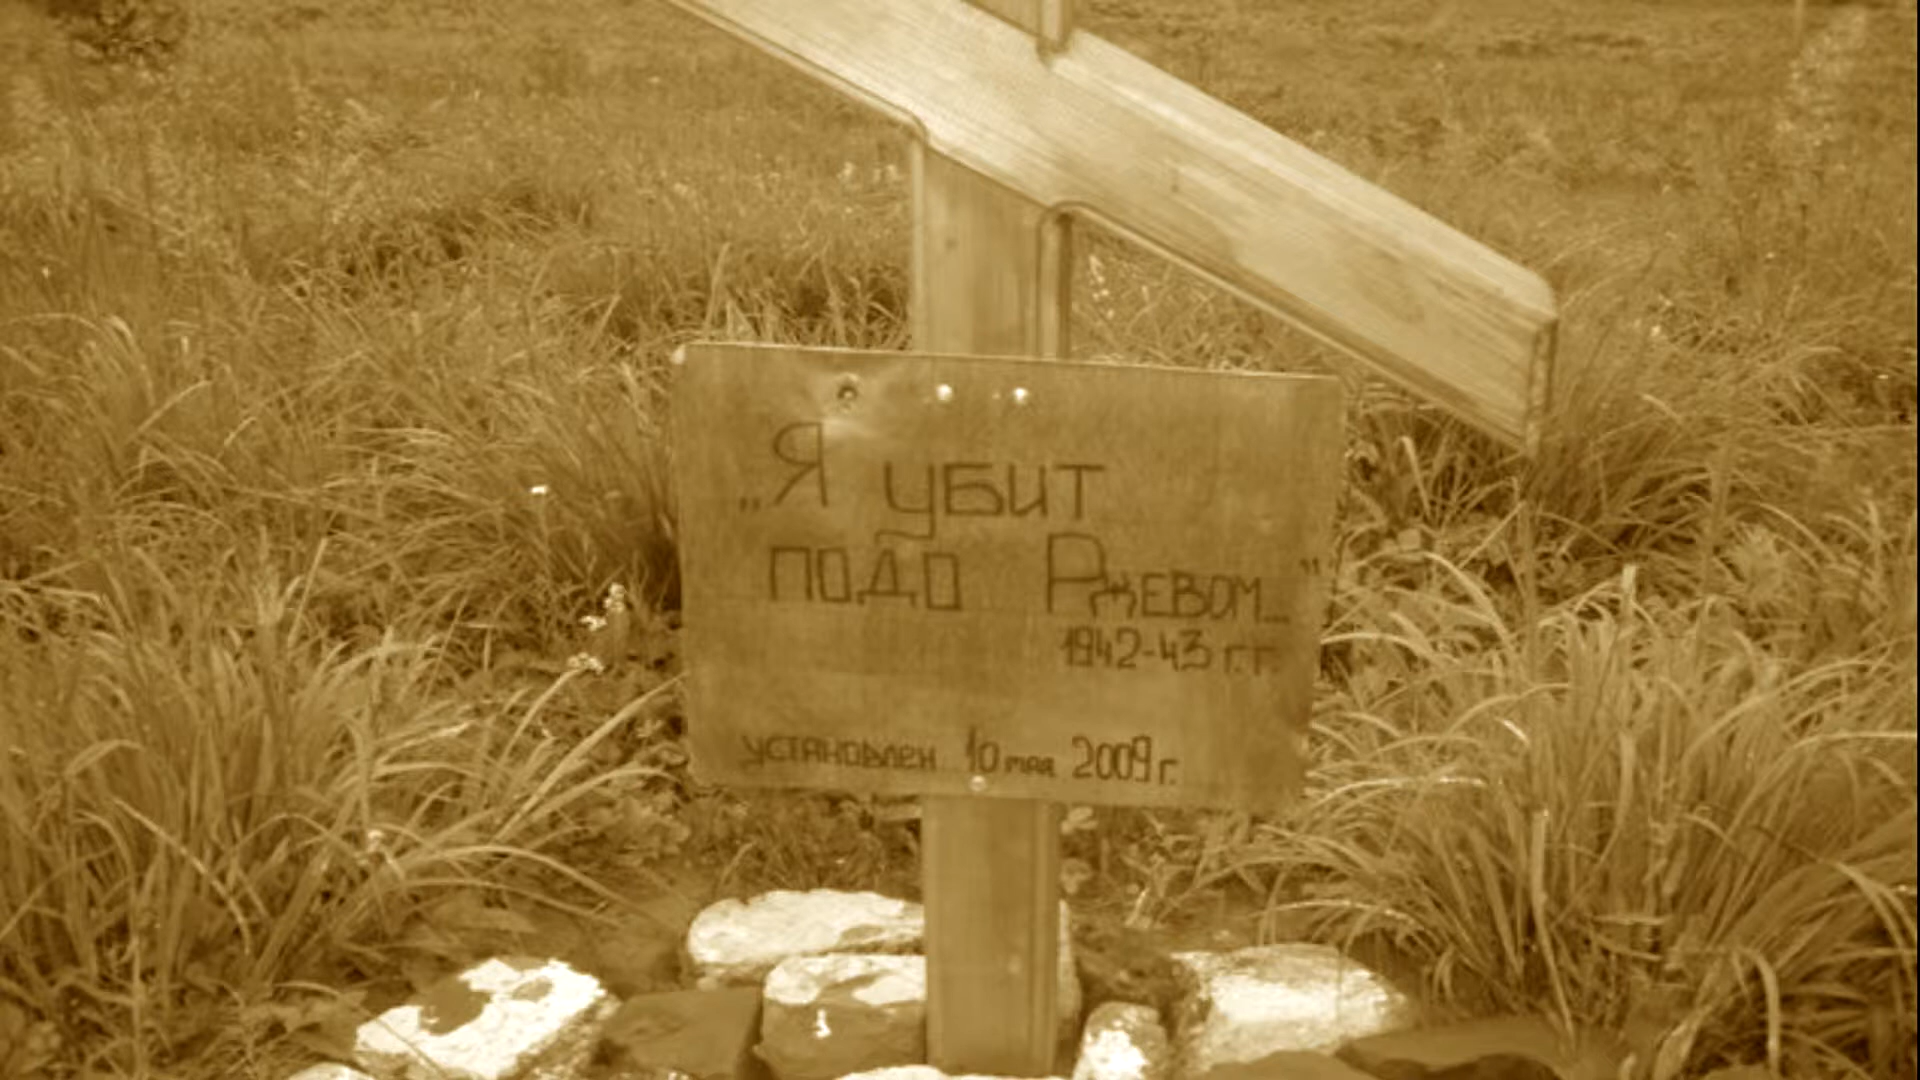 „Я убит
подо Ржевом..."
1942-43 г.г.
установлен 10 мая 2009 г.